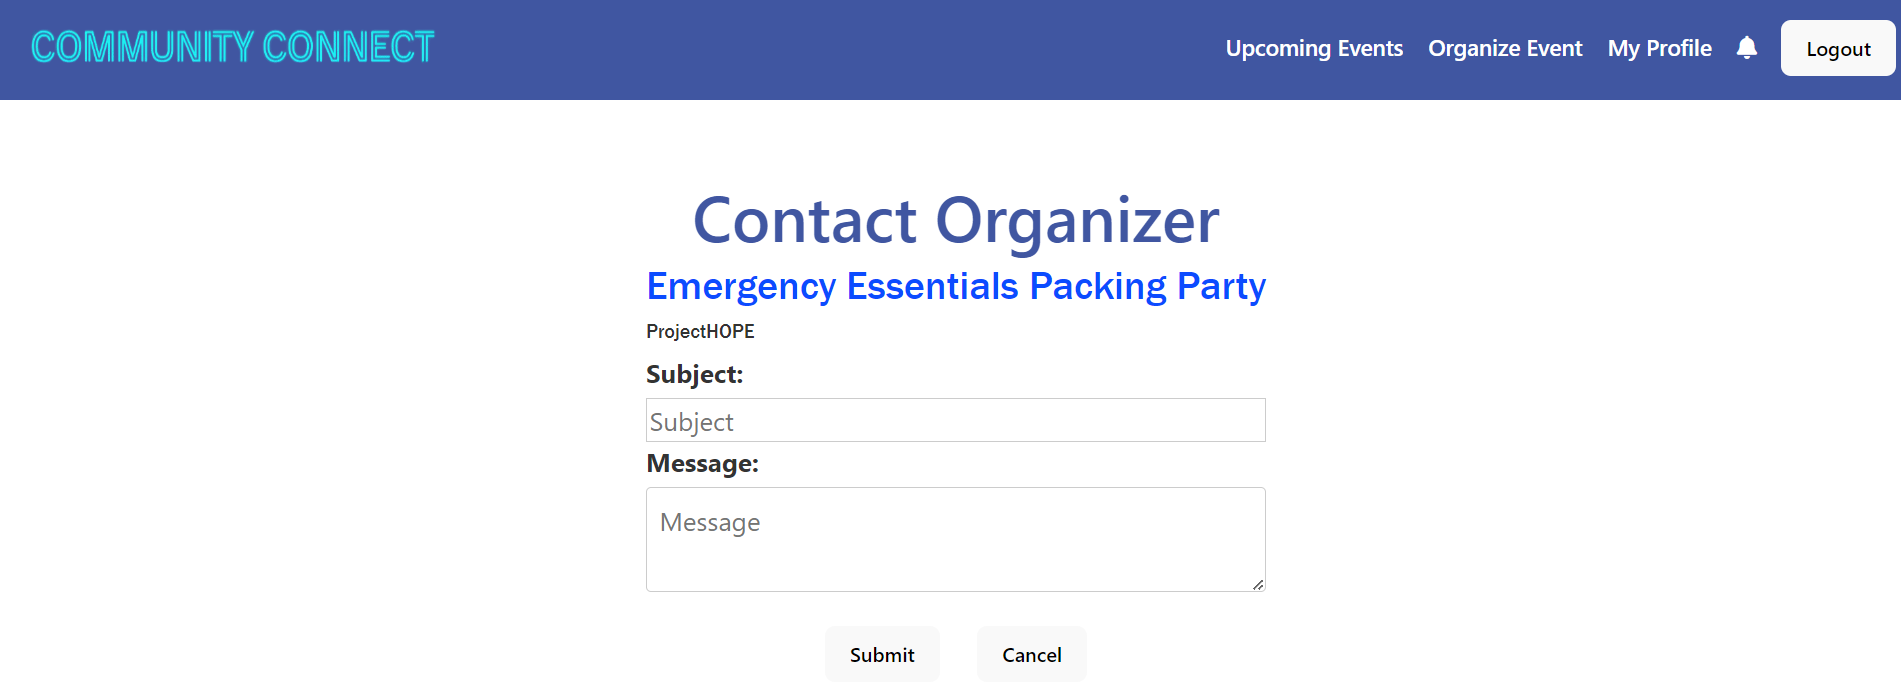 COMMUNITY CONNECT
Upcoming Events Organize Event My Profile Logout
Contact Organizer
Emergency Essentials Packing Party
ProjectHOPE
Subject:
Subject
Message:
Message
Submit Cancel